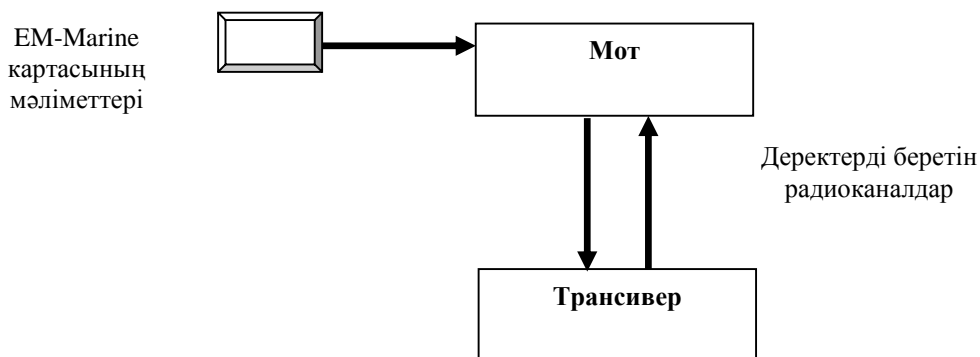 EM-Marine
картасының
мәліметтері
Мот
Деректерді беретін
радиоканалдар
Трансивер